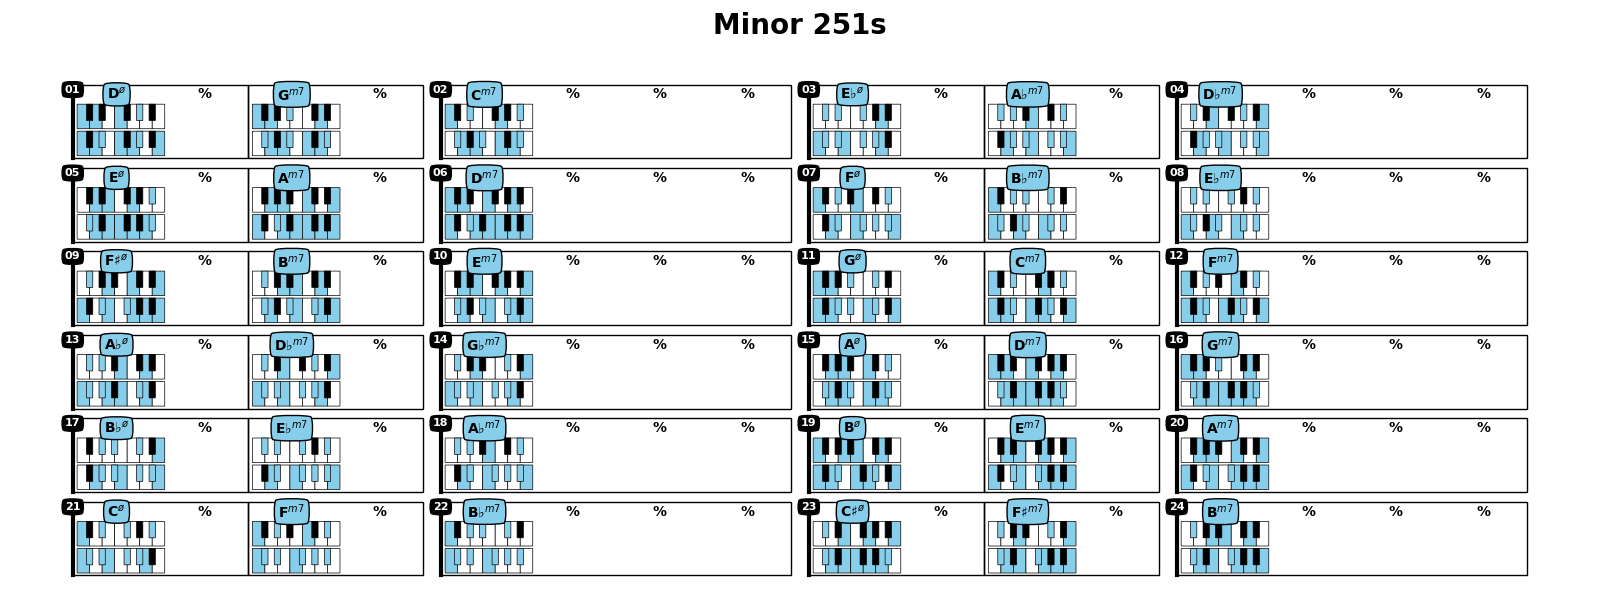 Minor 251s
01 Dø % Gm7 % 02 Cm7 % % % 03 E♭ø % A♭m7 % 04 D♭m7 % % %
05 Eø % Am7 % 06 Dm7 % % % 07 Fø % B♭m7 % 08 E♭m7 % % %
09 F♯ø % Bm7 % 10 Em7 % % % 11 Gø % Cm7 % 12 Fm7 % % %
13 A♭ø % D♭m7 % 14 G♭m7 % % % 15 Aø % Dm7 % 16 Gm7 % % %
17 B♭ø % E♭m7 % 18 A♭m7 % % % 19 Bø % Em7 % 20 Am7 % % %
21 Cø % Fm7 % 22 B♭m7 % % % 23 C♯ø % F♯m7 % 24 Bm7 % % %